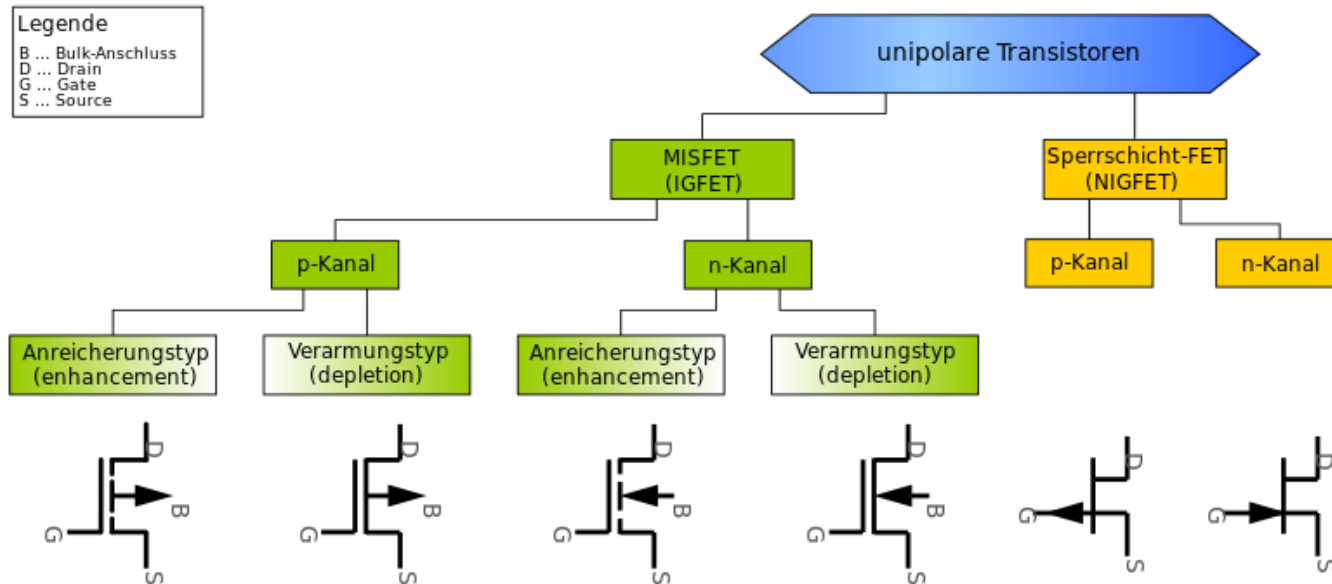 Legende
B ... Bulk-Anschluss
D ... Drain
G ... Gate
S ... Source
unipolare Transistoren
MISFET
(IGFET)
Sperrschicht-FET
(NIGFET)
p-Kanal
n-Kanal
p-Kanal
n-Kanal
Anreicherungstyp
(enhancement)
Verarmungstyp
(depletion)
Anreicherungstyp
(enhancement)
Verarmungstyp
(depletion)
D
B
G
S
D
B
G
S
D
B
G
S
D
B
G
S
D
G
S
D
G
S